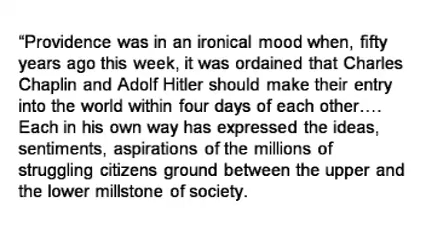 “Providence was in an ironical mood when, fifty
years ago this week, it was ordained that Charles
Chaplin and Adolf Hitler should make their entry
into the world within four days of each other….
Each in his own way has expressed the ideas,
sentiments, aspirations of the millions of
struggling citizens ground between the upper and
the lower millstone of society.